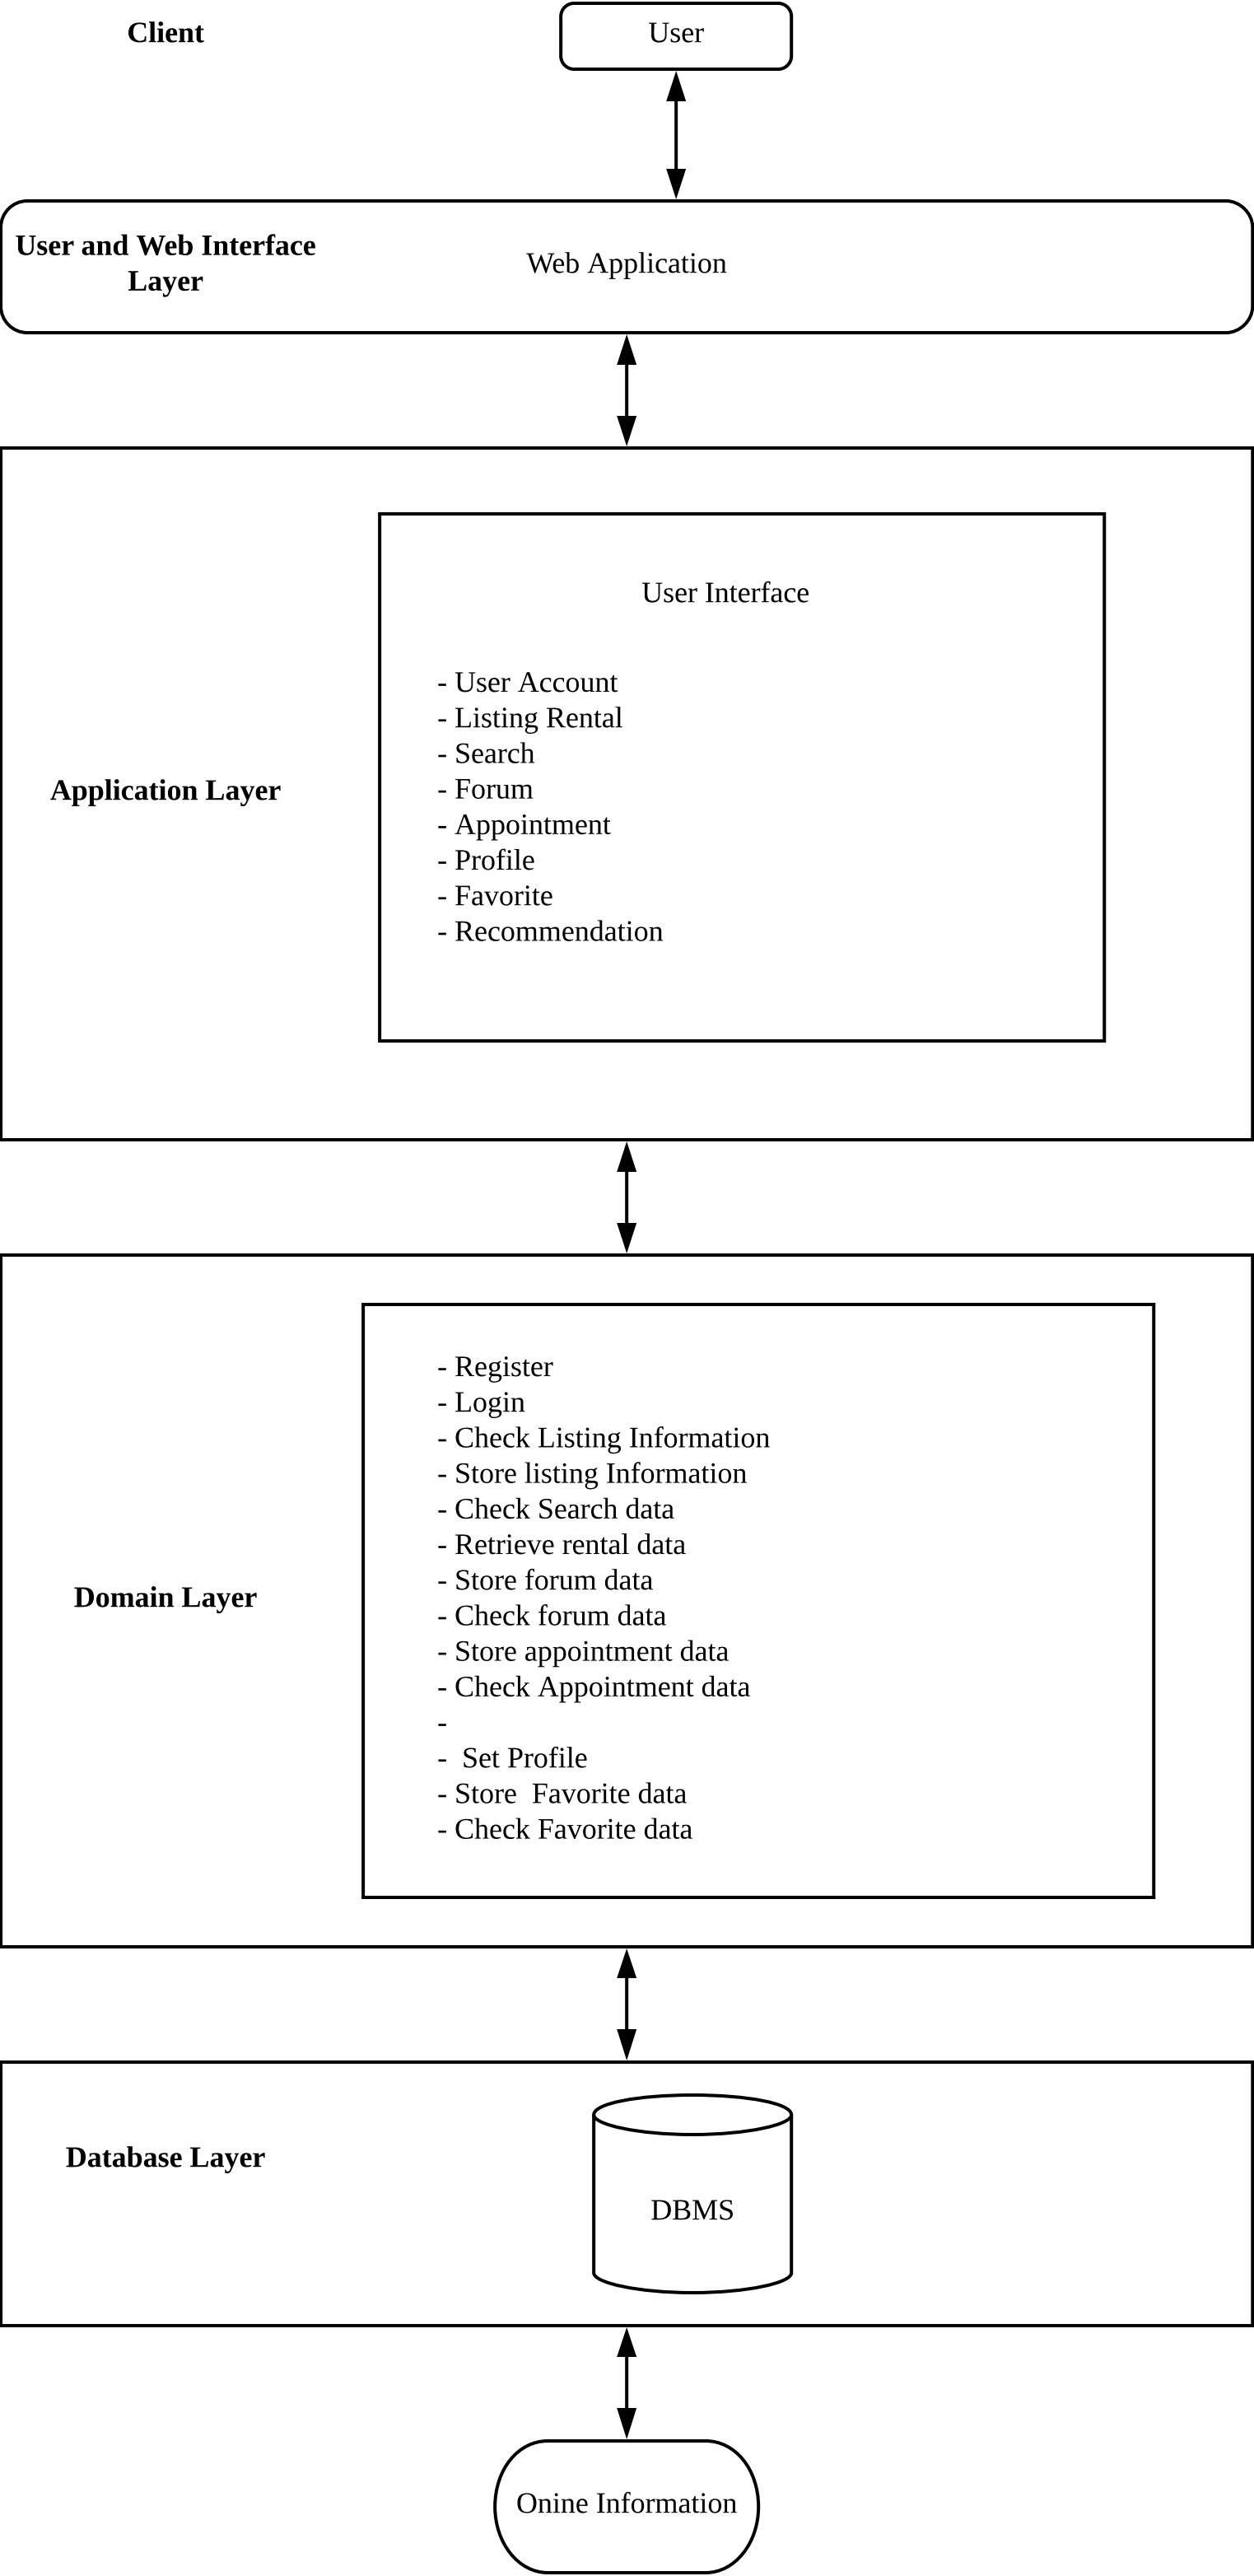 Client
User
User and Web Interface
Layer
Web Application
User Interface
- User Account
- Listing Rental
- Search
- Forum
- Appointment
- Profile
- Favorite
- Recommendation
Application Layer
- Register
- Login
- Check Listing Information
- Store listing Information
- Check Search data
- Retrieve rental data
- Store forum data
- Check forum data
- Store appointment data
- Check Appointment data
-
-  Set Profile
- Store  Favorite data
- Check Favorite data
Domain Layer
Database Layer
DBMS
Onine Information